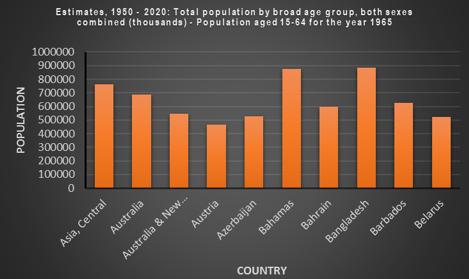 Estimates, 1950 - 2020: Total population by broad age group, both sexes
combined (thousands) - Population aged 15-64 for the year 1965
1000000
900000
800000
700000
600000
500000
400000
300000
200000
100000
0
POPULATION
Asia, Central
Australia
Australia & New...
Austria
Azerbaijan
Bahamas
Bahrain
Bangladesh
Barbados
Belarus
COUNTRY